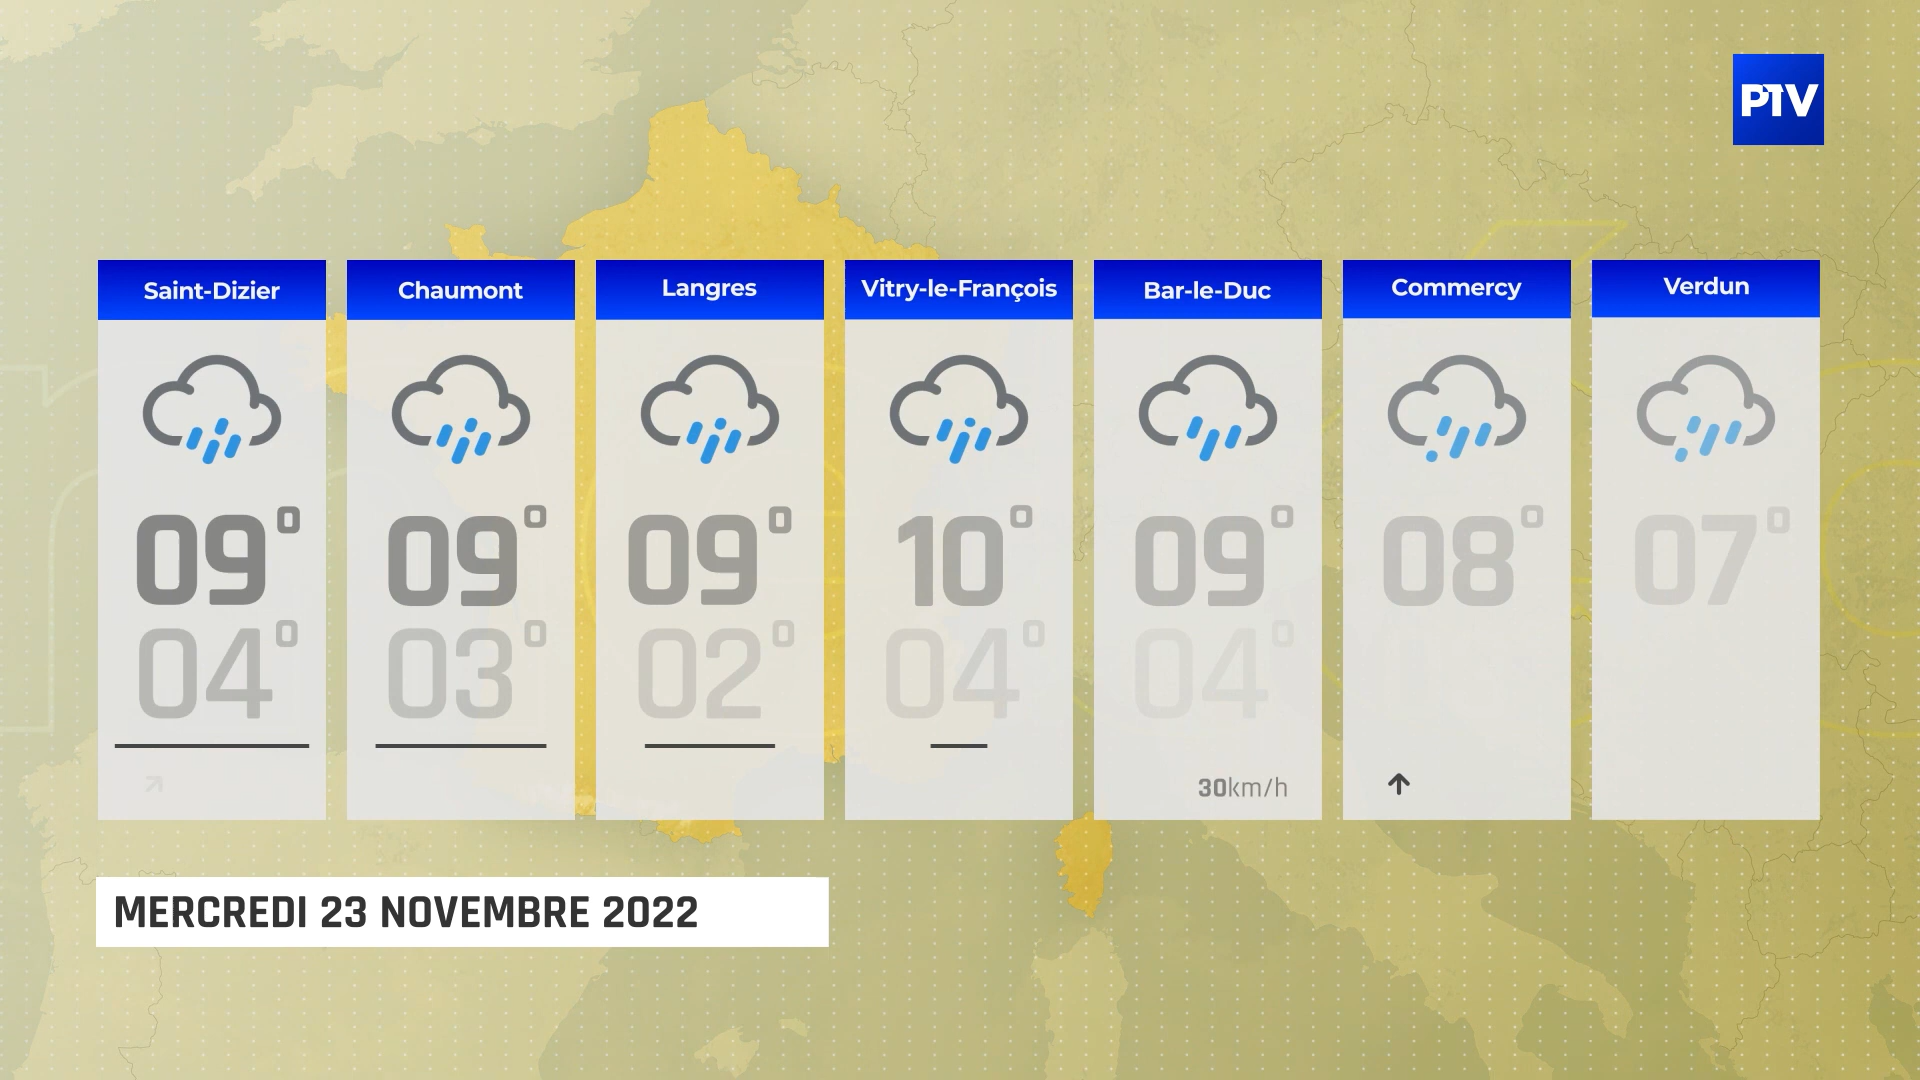 PTV
Saint-Dizier
09°
04°
Chaumont
09°
03°
Langres
09°
02°
Vitry-le-François
10°
04°
Bar-le-Duc
09°
04°
30km/h
Commercy
08°
Verdun
07°
MERCREDI 23 NOVEMBRE 2022